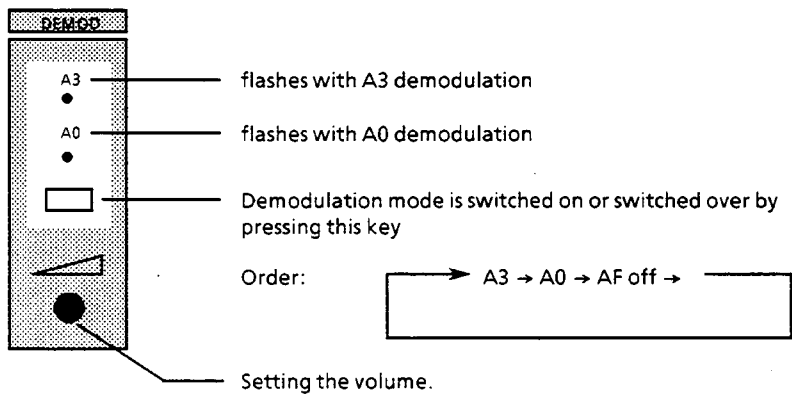 DEMOD
A3
flashes with A3 demodulation
A0
flashes with A0 demodulation
Demodulation mode is switched on or switched over by
pressing this key
Order:
A3 → A0 → AF off →
Setting the volume.